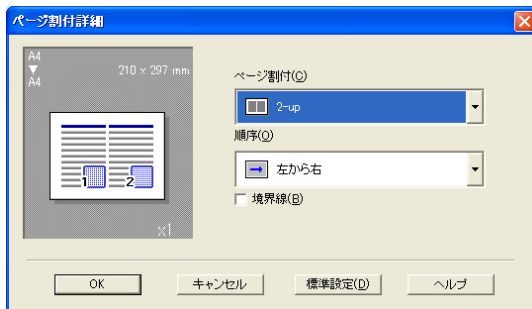 ページ割付詳細
A4
210 x 297 mm
▼
A4
1 2
x1
ページ割付(C)
2-up
順序(O)
左から右
境界線(B)
OK キャンセル 標準設定(D) ヘルプ